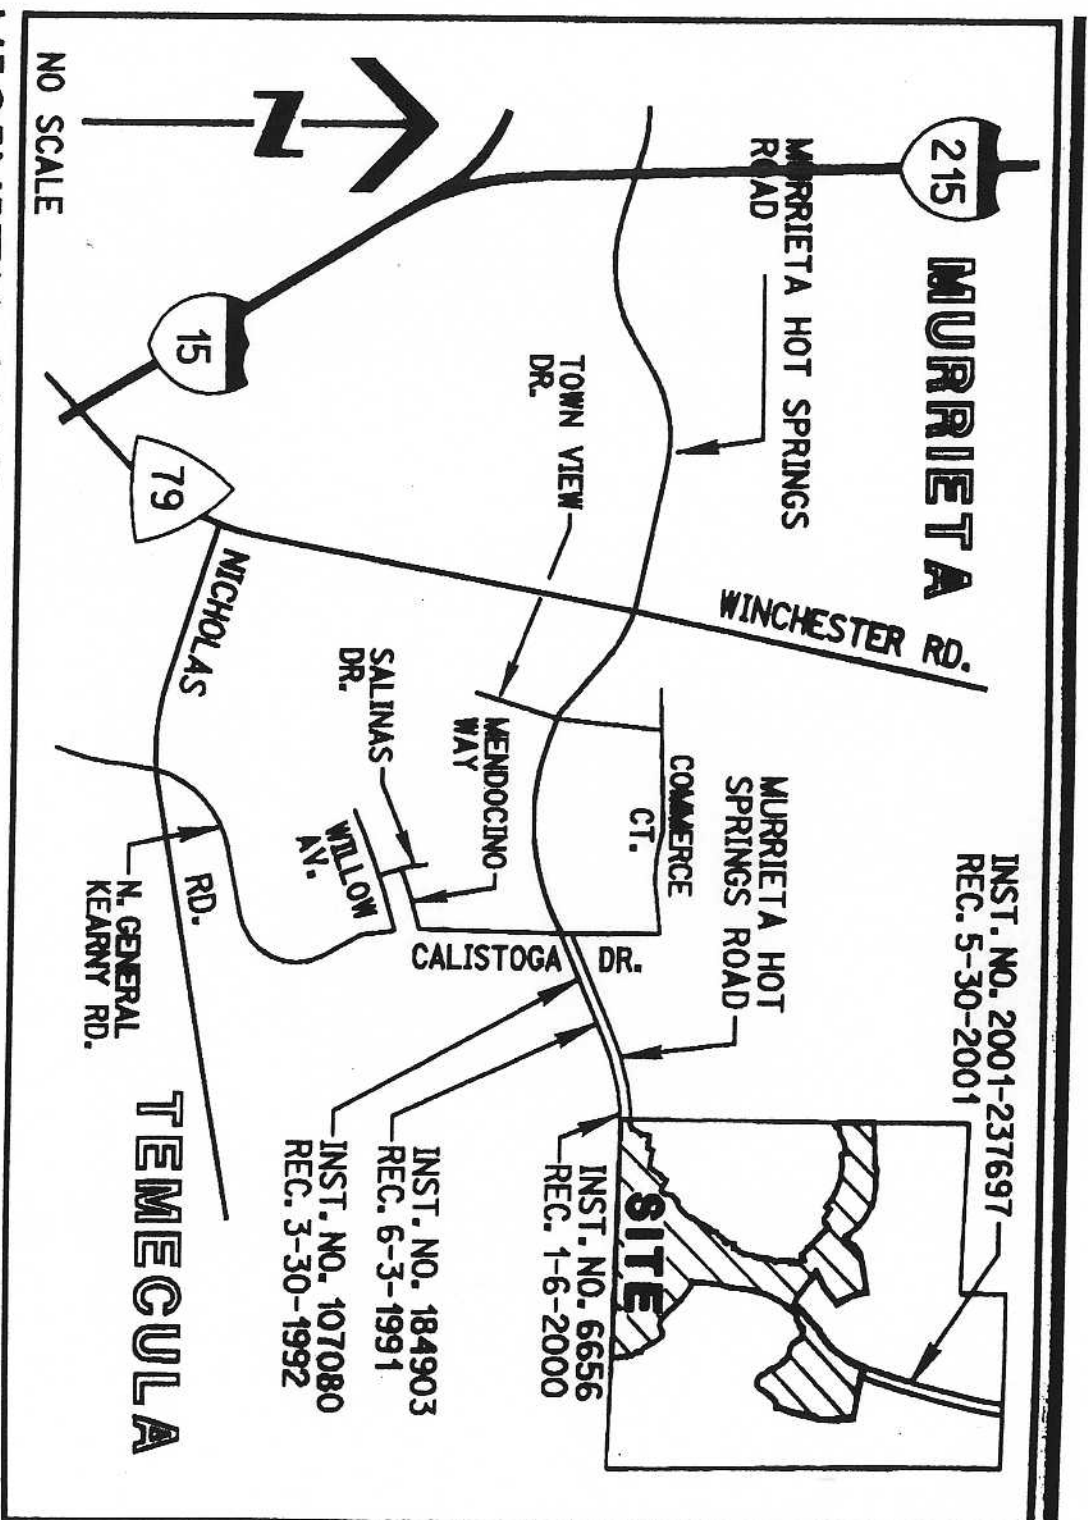 215
MURRIETA
MURRIETA HOT SPRINGS
ROAD
WINCHESTER RD.
INST. NO. 2001-237697
REC. 5-30-2001
MURRIETA HOT
SPRINGS ROAD
COMMERCE
CT.
TOWN VIEW
DR.
MENDOCINO
WAY
SALINAS
DR.
WILLOW
AV.
CALISTOGA DR.
SITE
INST. NO. 6656
REC. 1-6-2000
INST. NO. 184903
REC. 6-3-1991
INST. NO. 107080
REC. 3-30-1992
15
79
NICHOLAS RD.
N. GENERAL
KEARNY RD.
TEMECULA
N
NO SCALE